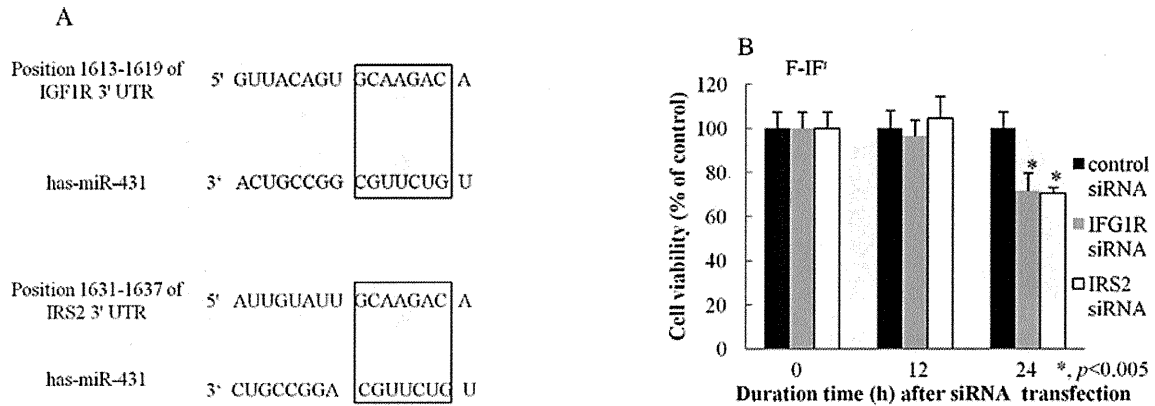 A
Position 1613-1619 of
IGF1R 3' UTR
5' GUUACAGU GCAAGAC A
has-miR-431
3' ACUGCCGG CGUUCUG U
Position 1631-1637 of
IRS2 3' UTR
5' AUUGUAUU GCAAGAC A
has-miR-431
3' CUGCCGGA CGUUCUG U
B
F-IFʳ
Cell viability (% of control)
120
100
80
60
40
20
0
* *
control
siRNA
IFG1R
siRNA
IRS2
siRNA
0 12 24 *, p<0.005
Duration time (h) after siRNA transfection